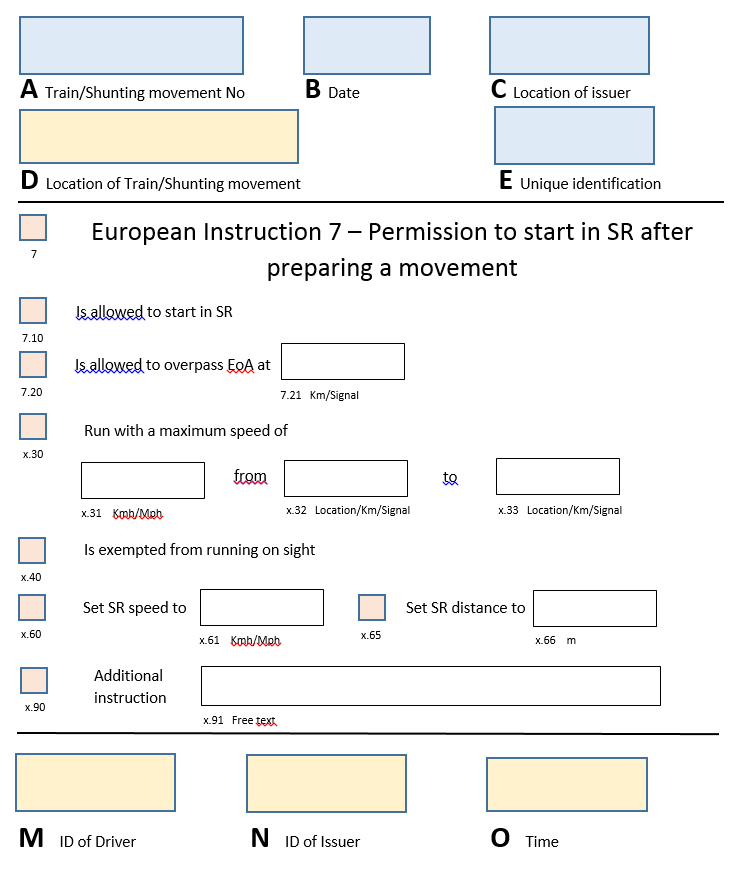 A Train/Shunting movement No
B Date
C Location of issuer
D Location of Train/Shunting movement
E Unique identification
7
European Instruction 7 – Permission to start in SR after
preparing a movement
Is allowed to start in SR
7.10
Is allowed to overpass EoA at
7.20
7.21 Km/Signal
Run with a maximum speed of
x.30
from
to
x.31 Kmh/Mph
x.32 Location/Km/Signal
x.33 Location/Km/Signal
Is exempted from running on sight
x.40
Set SR speed to
Set SR distance to
x.60
x.61 Kmh/Mph
x.65
x.66 m
Additional
instruction
x.90
x.91 Free text
M ID of Driver
N ID of Issuer
O Time